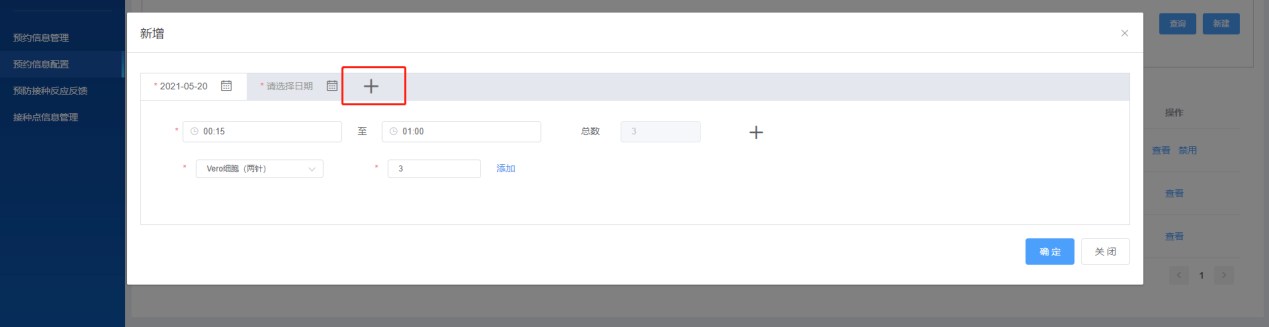 查询 新建
新增
预约信息管理
预约信息配置
预防接种反应反馈
接种点信息管理
* 2021-05-20 * 请选择日期
* 00:15 至 01:00 总数 3
* Vero细胞（两针） * 3 添加
确定 关闭
操作
查看 禁用
查看
查看
1